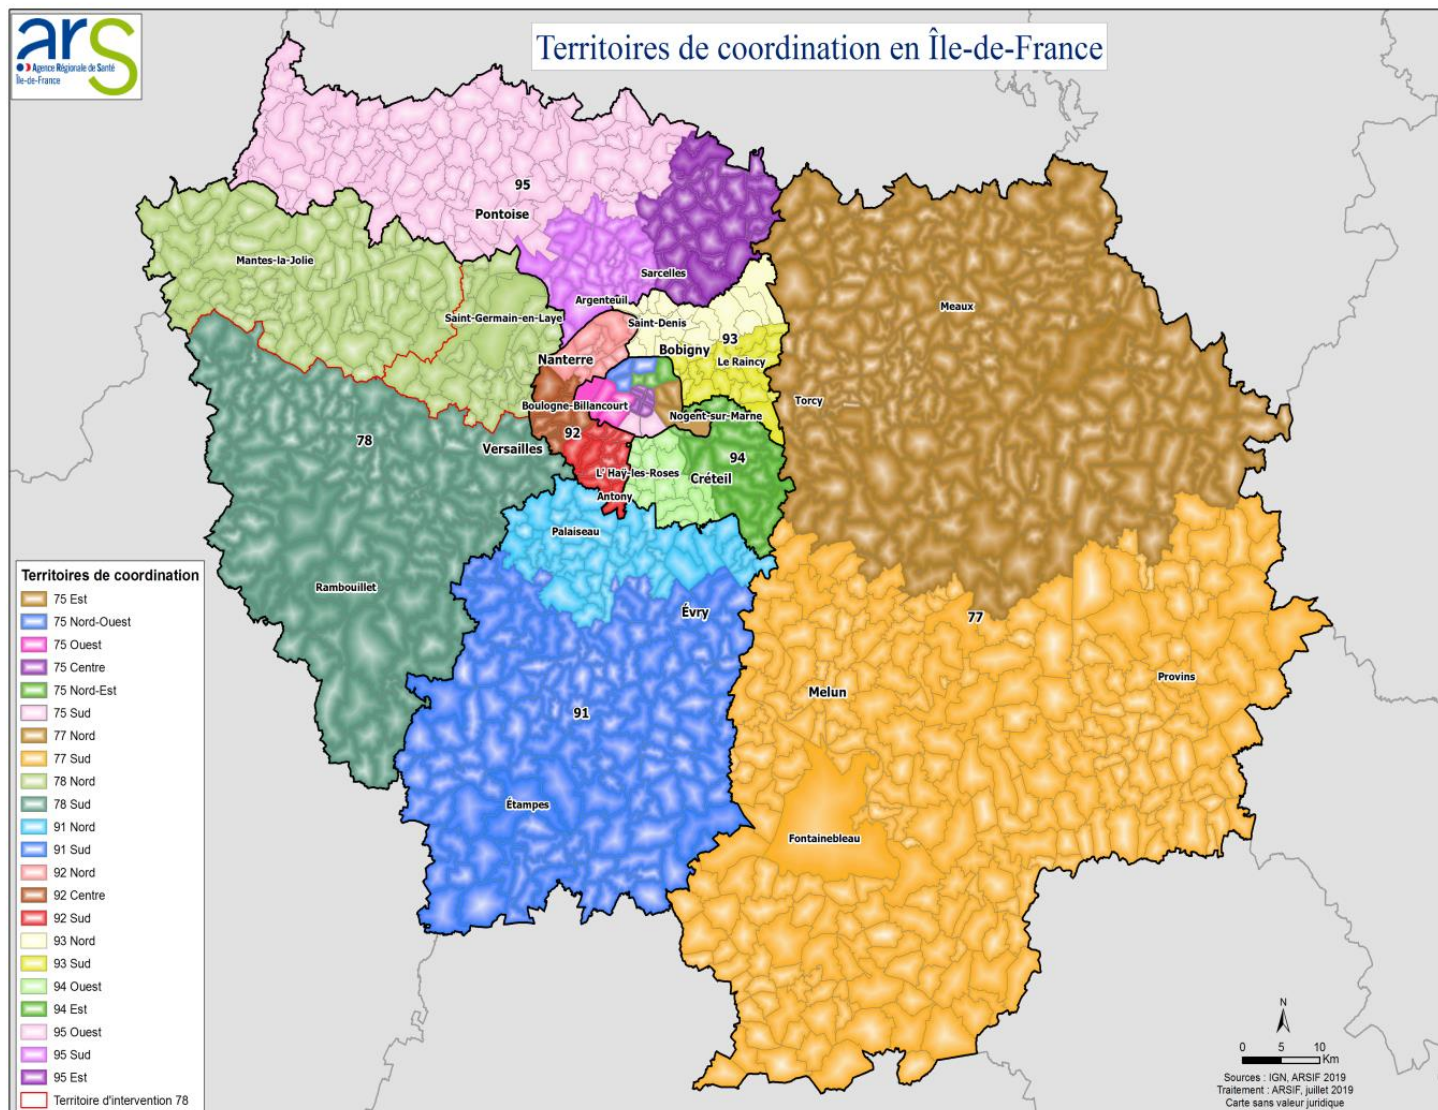 ars
Agence Régionale de Santé
Île-de-France
Territoires de coordination en Île-de-France
95
Pontoise
Mantes-la-Jolie
Sarcelles
Argenteuil
Saint-Germain-en-Laye
Saint-Denis
Meaux
93
Bobigny
Nanterre
Le Raincy
Torcy
Boulogne-Billancourt
Nogent-sur-Marne
92
78
Versailles
94
L' Haÿ-les-Roses
Créteil
Antony
Palaiseau
Rambouillet
Évry
77
Provins
Melun
91
Étampes
Fontainebleau
Territoires de coordination
75 Est
75 Nord-Ouest
75 Ouest
75 Centre
75 Nord-Est
75 Sud
77 Nord
77 Sud
78 Nord
78 Sud
91 Nord
91 Sud
92 Nord
92 Centre
92 Sud
93 Nord
93 Sud
94 Ouest
94 Est
95 Ouest
95 Sud
95 Est
Territoire d'intervention 78
N
0 5 10
Km
Sources : IGN, ARSIF 2019
Traitement : ARSIF, juillet 2019
Carte sans valeur juridique